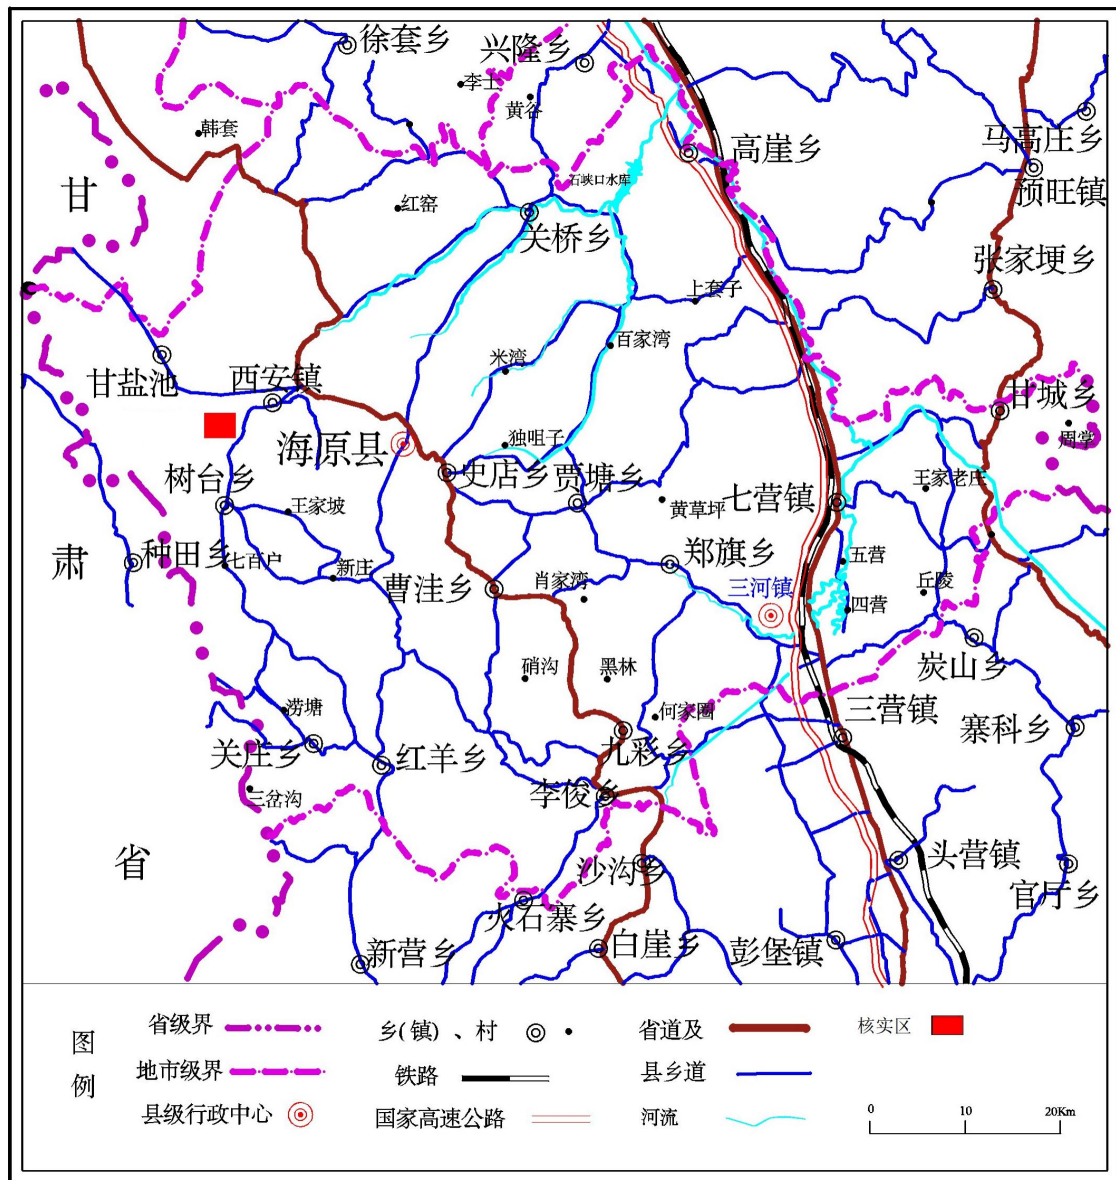 徐套乡
兴隆乡
李士
黄谷
韩套
高崖乡
马高庄乡
预旺镇
甘
石峡口水库
红窑
关桥乡
张家埂乡
上套子
百家湾
米湾
甘盐池
西安镇
甘城乡
周掌
海原县
独咀子
史店乡
贾塘乡
树台乡
王家坡
黄草坪
七营镇
王家老庄
肃
种田乡
七百户
新庄
郑旗乡
五营
曹洼乡
肖家湾
三河镇
四营
丘陵
炭山乡
硝沟
黑林
涝塘
何家圈
三营镇
寨科乡
关庄乡
红羊乡
九彩乡
三岔沟
李俊乡
省
沙沟乡
头营镇
官厅乡
火石寨乡
新营乡
白崖乡
彭堡镇
图
例
省级界
乡(镇)、村
省道及
核实区
地市级界
铁路
县乡道
县级行政中心
国家高速公路
河流
0 10 20Km